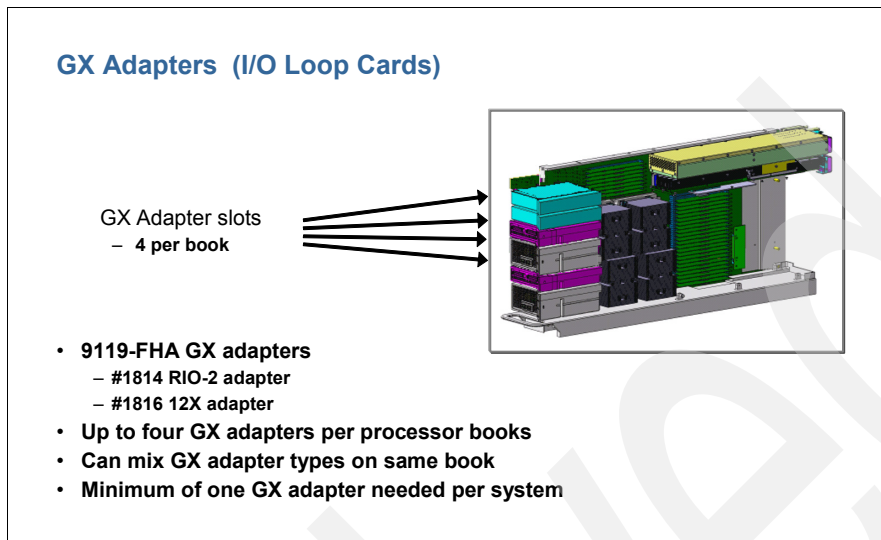 GX Adapters (I/O Loop Cards)
GX Adapter slots
– 4 per book
• 9119-FHA GX adapters
– #1814 RIO-2 adapter
– #1816 12X adapter
• Up to four GX adapters per processor books
• Can mix GX adapter types on same book
• Minimum of one GX adapter needed per system